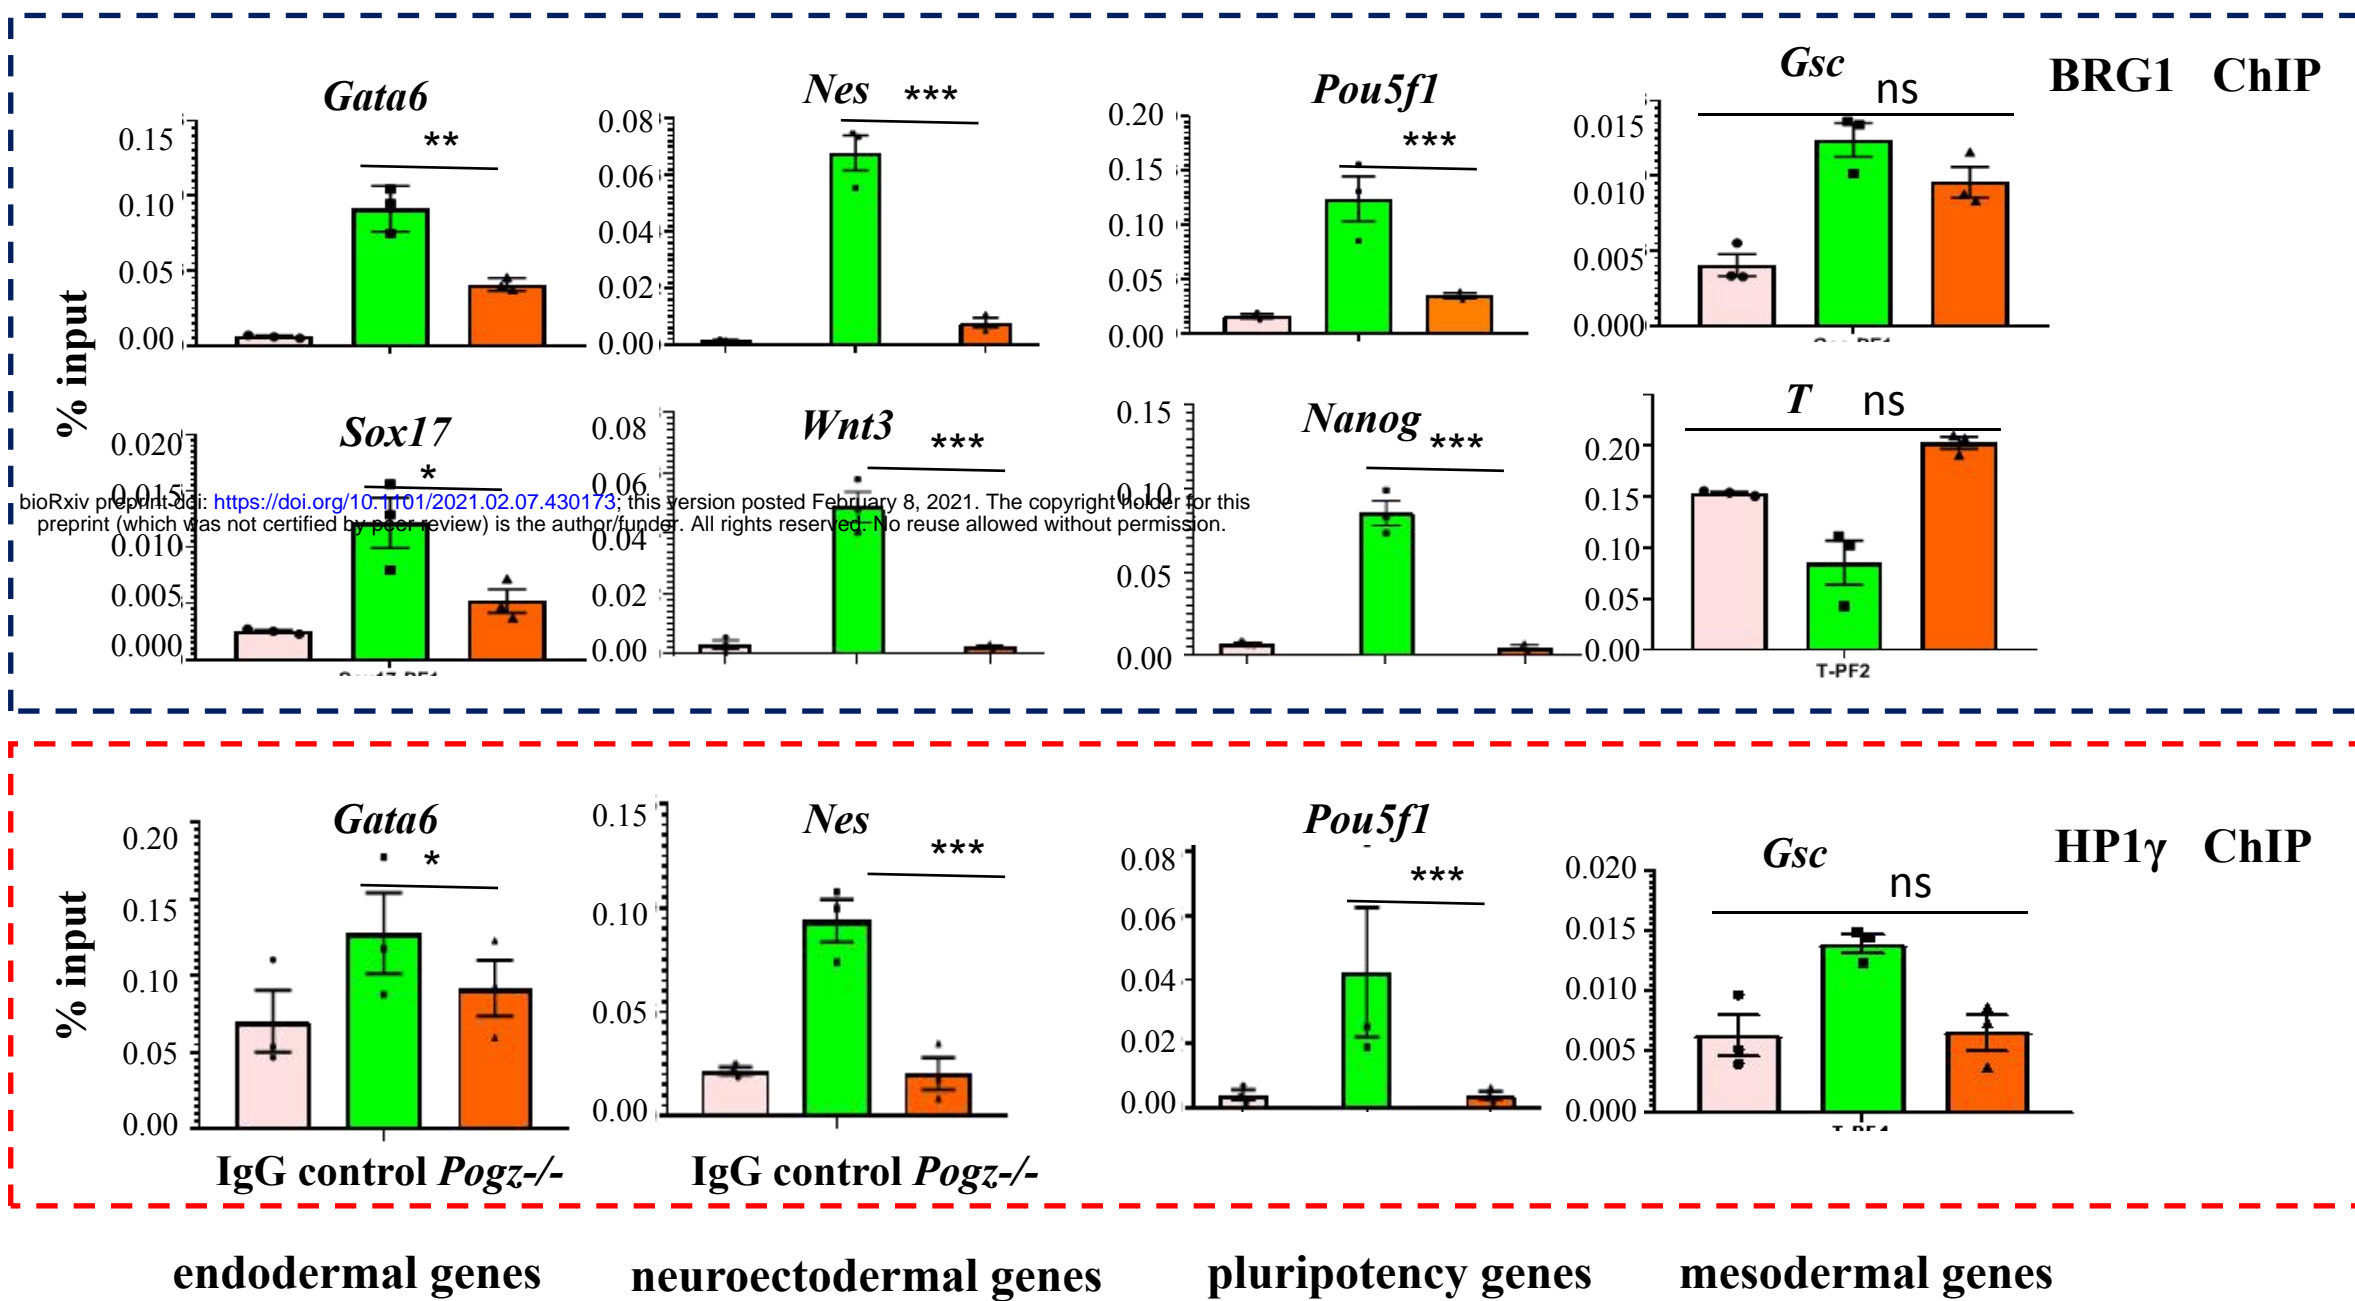 BRG1 ChIP
% input
Gata6
**
0.15
0.10
0.05
0.00
Nes
***
0.08
0.06
0.04
0.02
0.00
Pou5f1
***
0.20
0.15
0.10
0.05
0.00
Gsc
ns
0.015
0.010
0.005
0.000
Sox17
*
0.020
0.015
0.010
0.005
0.000
Wnt3
***
0.08
0.06
0.04
0.02
0.00
Nanog
***
0.15
0.10
0.05
0.00
T
ns
0.20
0.15
0.10
0.05
0.00
T-PF2
bioRxiv preprint doi: https://doi.org/10.1101/2021.02.07.430173; this version posted February 8, 2021. The copyright holder for this
preprint (which was not certified by peer review) is the author/funder. All rights reserved. No reuse allowed without permission.
HP1γ ChIP
% input
Gata6
*
0.20
0.15
0.10
0.05
0.00
IgG control Pogz-/-
Nes
***
0.15
0.10
0.05
0.00
IgG control Pogz-/-
Pou5f1
***
0.08
0.06
0.04
0.02
0.00
Gsc
ns
0.020
0.015
0.010
0.005
0.000
endodermal genes
neuroectodermal genes
pluripotency genes
mesodermal genes